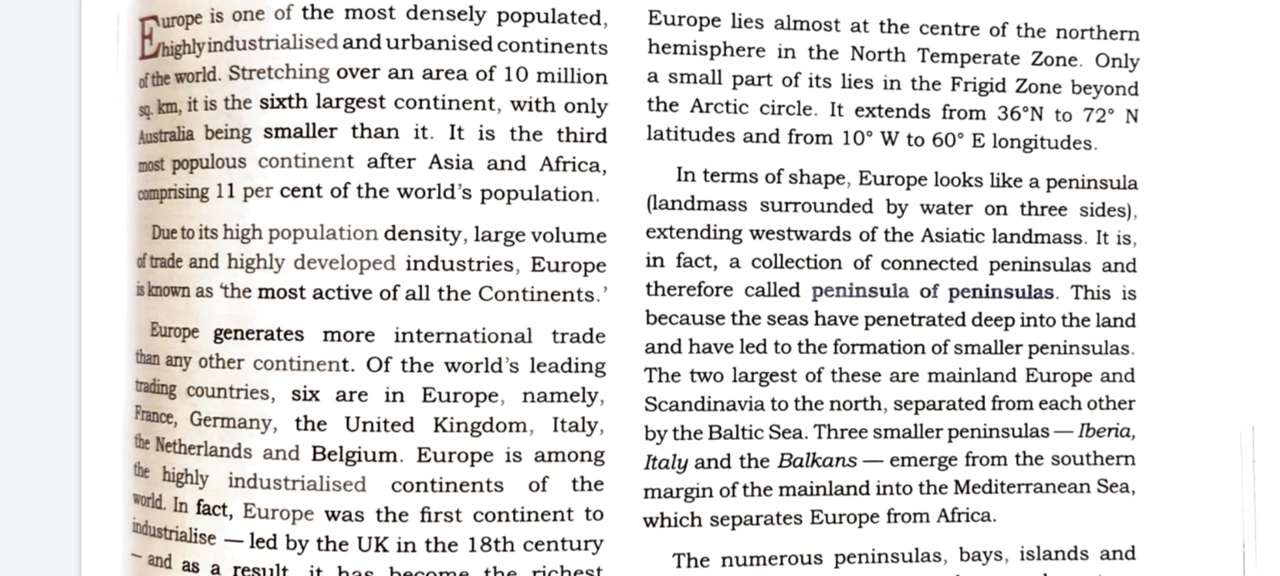 Europe is one of the most densely populated,
highly industrialised and urbanised continents
of the world. Stretching over an area of 10 million
sq. km, it is the sixth largest continent, with only
Australia being smaller than it. It is the third
most populous continent after Asia and Africa,
comprising 11 per cent of the world's population.
Due to its high population density, large volume
of trade and highly developed industries, Europe
is known as 'the most active of all the Continents.'
Europe generates more international trade
than any other continent. Of the world's leading
trading countries, six are in Europe, namely,
France, Germany, the United Kingdom, Italy,
the Netherlands and Belgium. Europe is among
the highly industrialised continents of the
world. In fact, Europe was the first continent to
industrialise — led by the UK in the 18th century
– and as a result, it has become the richest
Europe lies almost at the centre of the northern
hemisphere in the North Temperate Zone. Only
a small part of its lies in the Frigid Zone beyond
the Arctic circle. It extends from 36°N to 72° N
latitudes and from 10° W to 60° E longitudes.
In terms of shape, Europe looks like a peninsula
(landmass surrounded by water on three sides),
extending westwards of the Asiatic landmass. It is,
in fact, a collection of connected peninsulas and
therefore called peninsula of peninsulas. This is
because the seas have penetrated deep into the land
and have led to the formation of smaller peninsulas.
The two largest of these are mainland Europe and
Scandinavia to the north, separated from each other
by the Baltic Sea. Three smaller peninsulas — Iberia,
Italy and the Balkans — emerge from the southern
margin of the mainland into the Mediterranean Sea,
which separates Europe from Africa.
The numerous peninsulas, bays, islands and